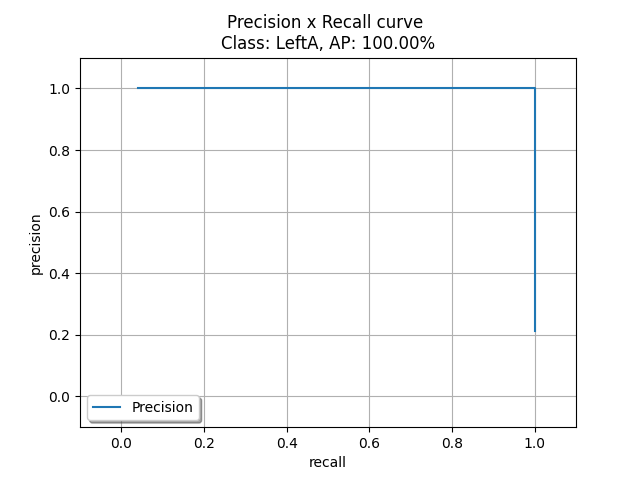 Precision x Recall curve
Class: LeftA, AP: 100.00%
precision
1.0
0.8
0.6
0.4
0.2
0.0
Precision
0.0 0.2 0.4 0.6 0.8 1.0
recall